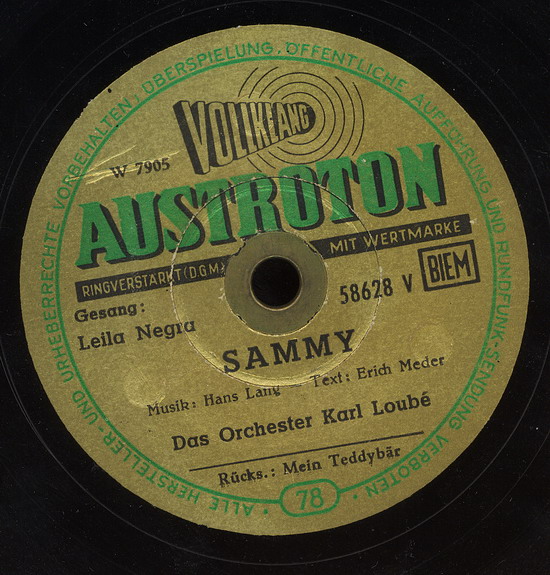 ALLE HERSTELLER- UND URHEBERRECHTE VORBEHALTEN, ÜBERSPIELUNG, ÖFFENTLICHE AUFFÜHRUNG UND RUNDFUNK-SENDUNG VERBOTEN
VOLLKLANG
W 7905
AUSTROTON
RINGVERSTÄRKT (D.G.M.) MIT WERTMARKE
Gesang:
Leila Negra
58628 V
BIEM
SAMMY
Musik: Hans Lang Text: Erich Meder
Das Orchester Karl Loubé
Rücks.: Mein Teddybär
78